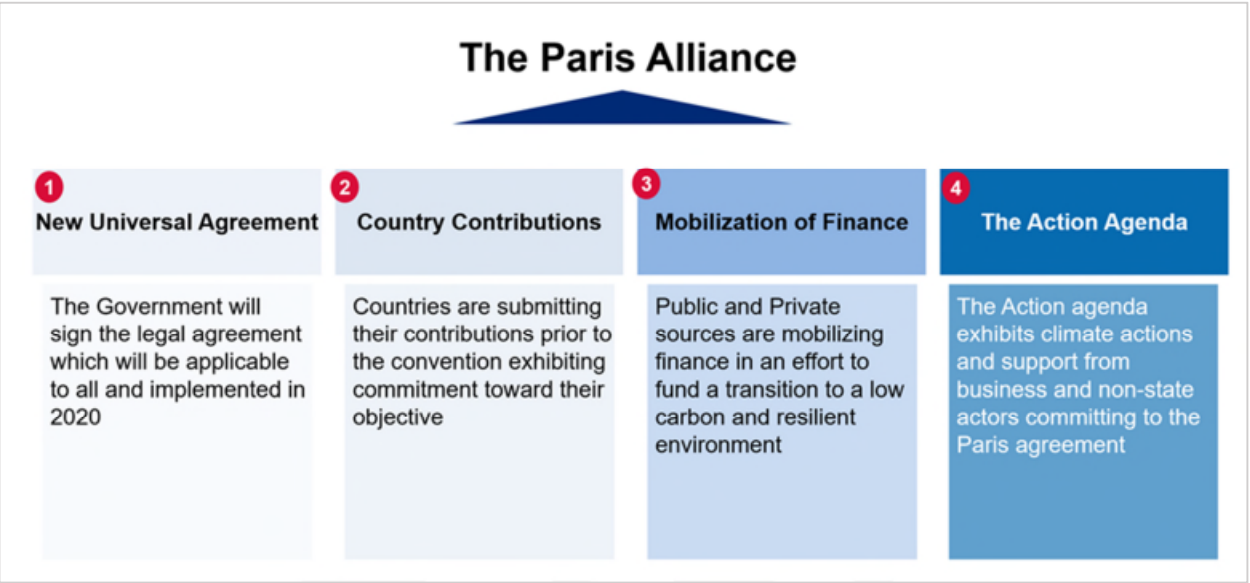 The Paris Alliance
1
New Universal Agreement
The Government will
sign the legal agreement
which will be applicable
to all and implemented in
2020
2
Country Contributions
Countries are submitting
their contributions prior to
the convention exhibiting
commitment toward their
objective
3
Mobilization of Finance
Public and Private
sources are mobilizing
finance in an effort to
fund a transition to a low
carbon and resilient
environment
4
The Action Agenda
The Action agenda
exhibits climate actions
and support from
business and non-state
actors committing to the
Paris agreement